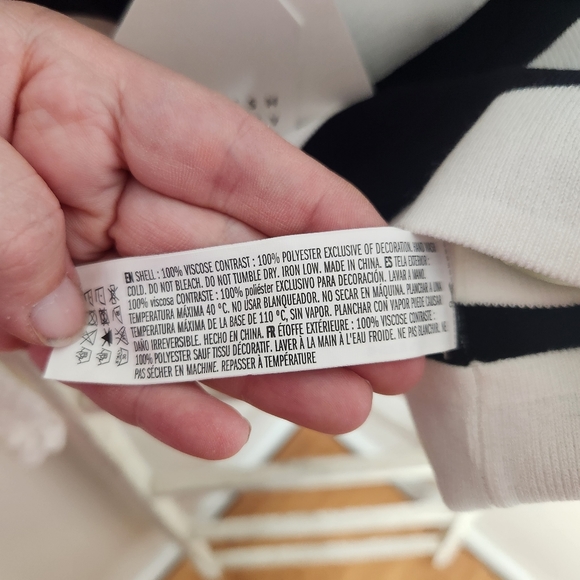 EN SHELL : 100% VISCOSE CONTRAST : 100% POLYESTER EXCLUSIVE OF DECORATION. HAND WASH
COLD. DO NOT BLEACH. DO NOT TUMBLE DRY. IRON LOW. MADE IN CHINA. ES TELA EXTERIOR :
100% viscosa CONTRASTE : 100% poliéster EXCLUSIVO PARA DECORACIÓN. LAVAR A MANO.
TEMPERATURA MÁXIMA 40 °C. NO USAR BLANQUEADOR. NO SECAR EN MÁQUINA. PLANCHAR A
TEMPERATURA MÁXIMA DE LA BASE DE 110 °C, SIN VAPOR. PLANCHAR CON VAPOR PUEDE CAUSAR
DAÑO IRREVERSIBLE. HECHO EN CHINA. FR ÉTOFFE EXTÉRIEURE : 100% VISCOSE CONTRASTE :
100% POLYESTER SAUF TISSU DÉCORATIF. LAVER À LA MAIN À L'EAU FROIDE. NE PAS BLANCHIR.
PAS SÉCHER EN MACHINE. REPASSER À TEMPÉRATURE